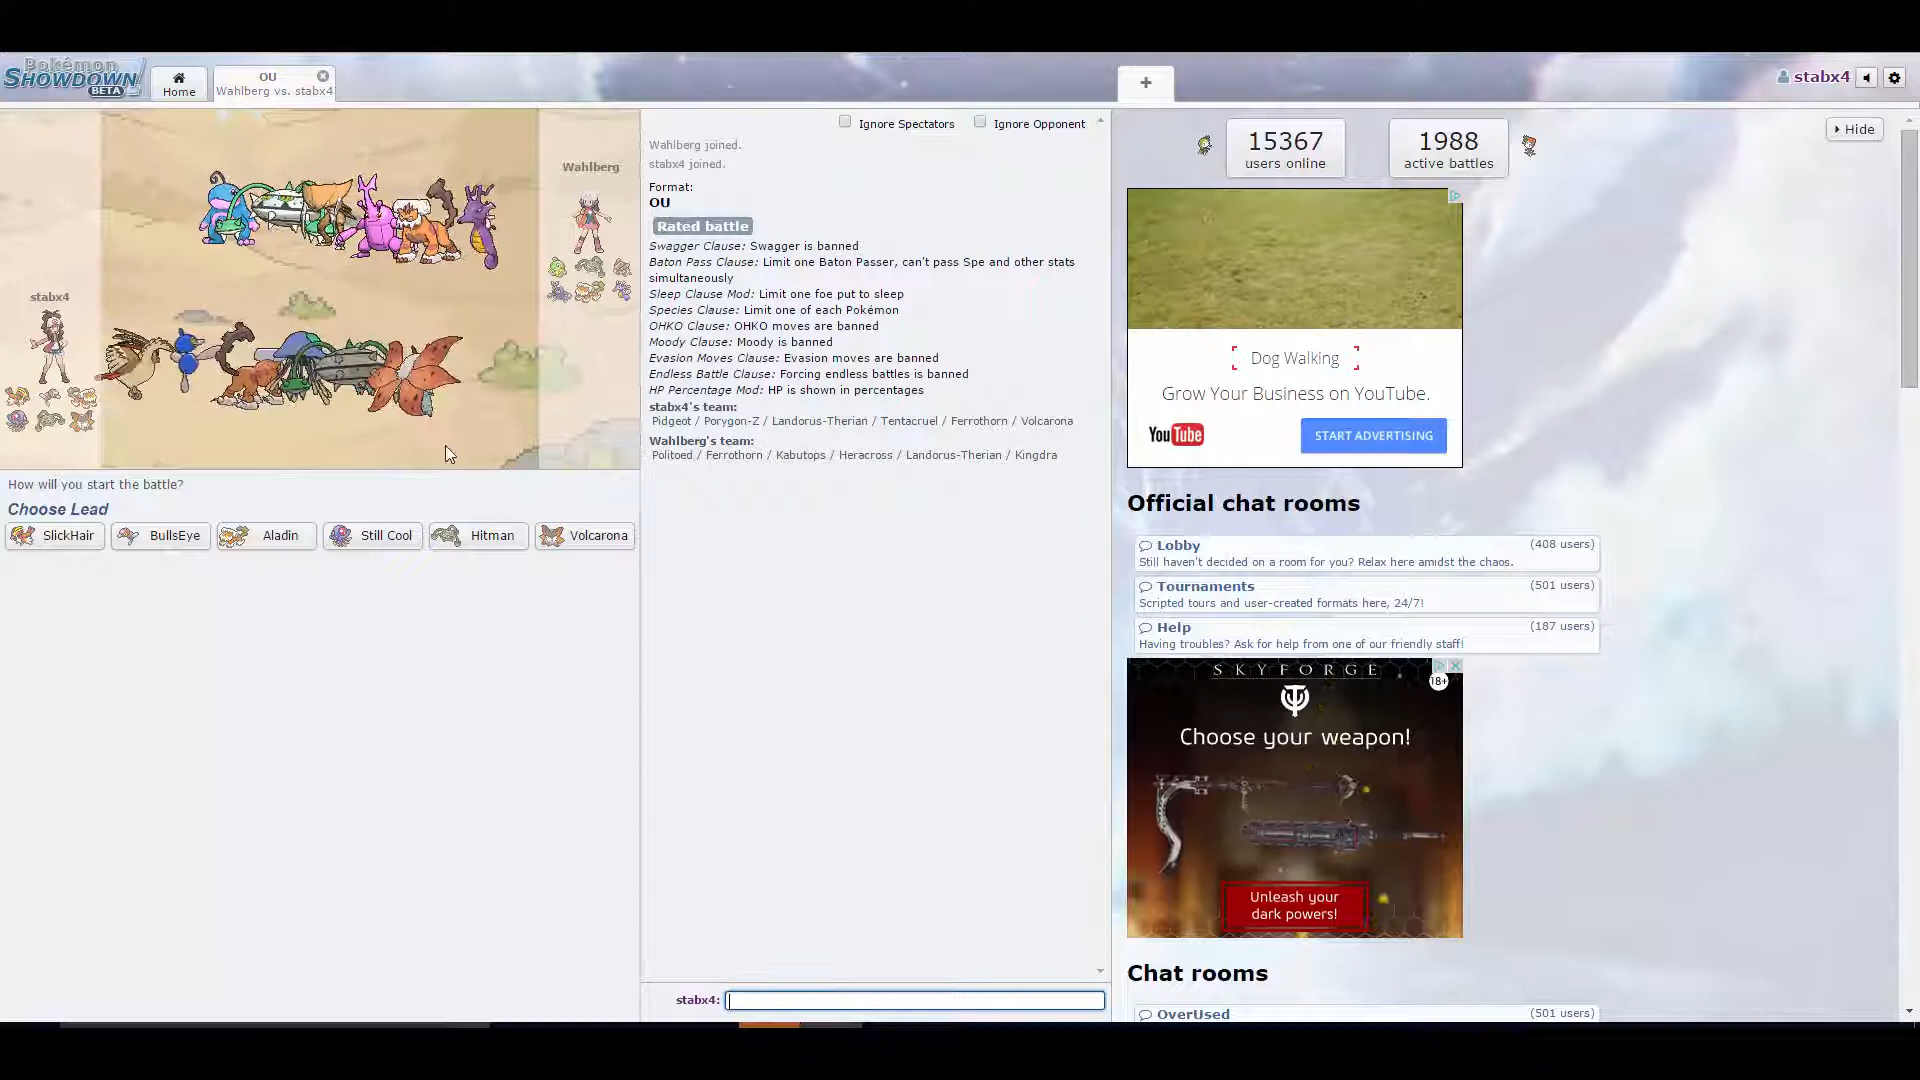 Pokémon
SHOWDOWN!
BETA
Home
OU
Wahlberg vs. stabx4
+
stabx4
Wahlberg
stabx4
How will you start the battle?
Choose Lead
SlickHair
BullsEye
Aladin
Still Cool
Hitman
Volcarona
Ignore Spectators
Ignore Opponent
Wahlberg joined.
stabx4 joined.
Format:
OU
Rated battle
Swagger Clause: Swagger is banned
Baton Pass Clause: Limit one Baton Passer, can't pass Spe and other stats
simultaneously
Sleep Clause Mod: Limit one foe put to sleep
Species Clause: Limit one of each Pokémon
OHKO Clause: OHKO moves are banned
Moody Clause: Moody is banned
Evasion Moves Clause: Evasion moves are banned
Endless Battle Clause: Forcing endless battles is banned
HP Percentage Mod: HP is shown in percentages
stabx4's team:
Pidgeot / Porygon-Z / Landorus-Therian / Tentacruel / Ferrothorn / Volcarona
Wahlberg's team:
Politoed / Ferrothorn / Kabutops / Heracross / Landorus-Therian / Kingdra
stabx4:
15367
users online
1988
active battles
Hide
Dog Walking
Grow Your Business on YouTube.
YouTube
START ADVERTISING
Official chat rooms
Lobby
(408 users)
Still haven't decided on a room for you? Relax here amidst the chaos.
Tournaments
(501 users)
Scripted tours and user-created formats here, 24/7!
Help
(187 users)
Having troubles? Ask for help from one of our friendly staff!
SKYFORGE
18+
Choose your weapon!
Unleash your
dark powers!
Chat rooms
OverUsed
(501 users)